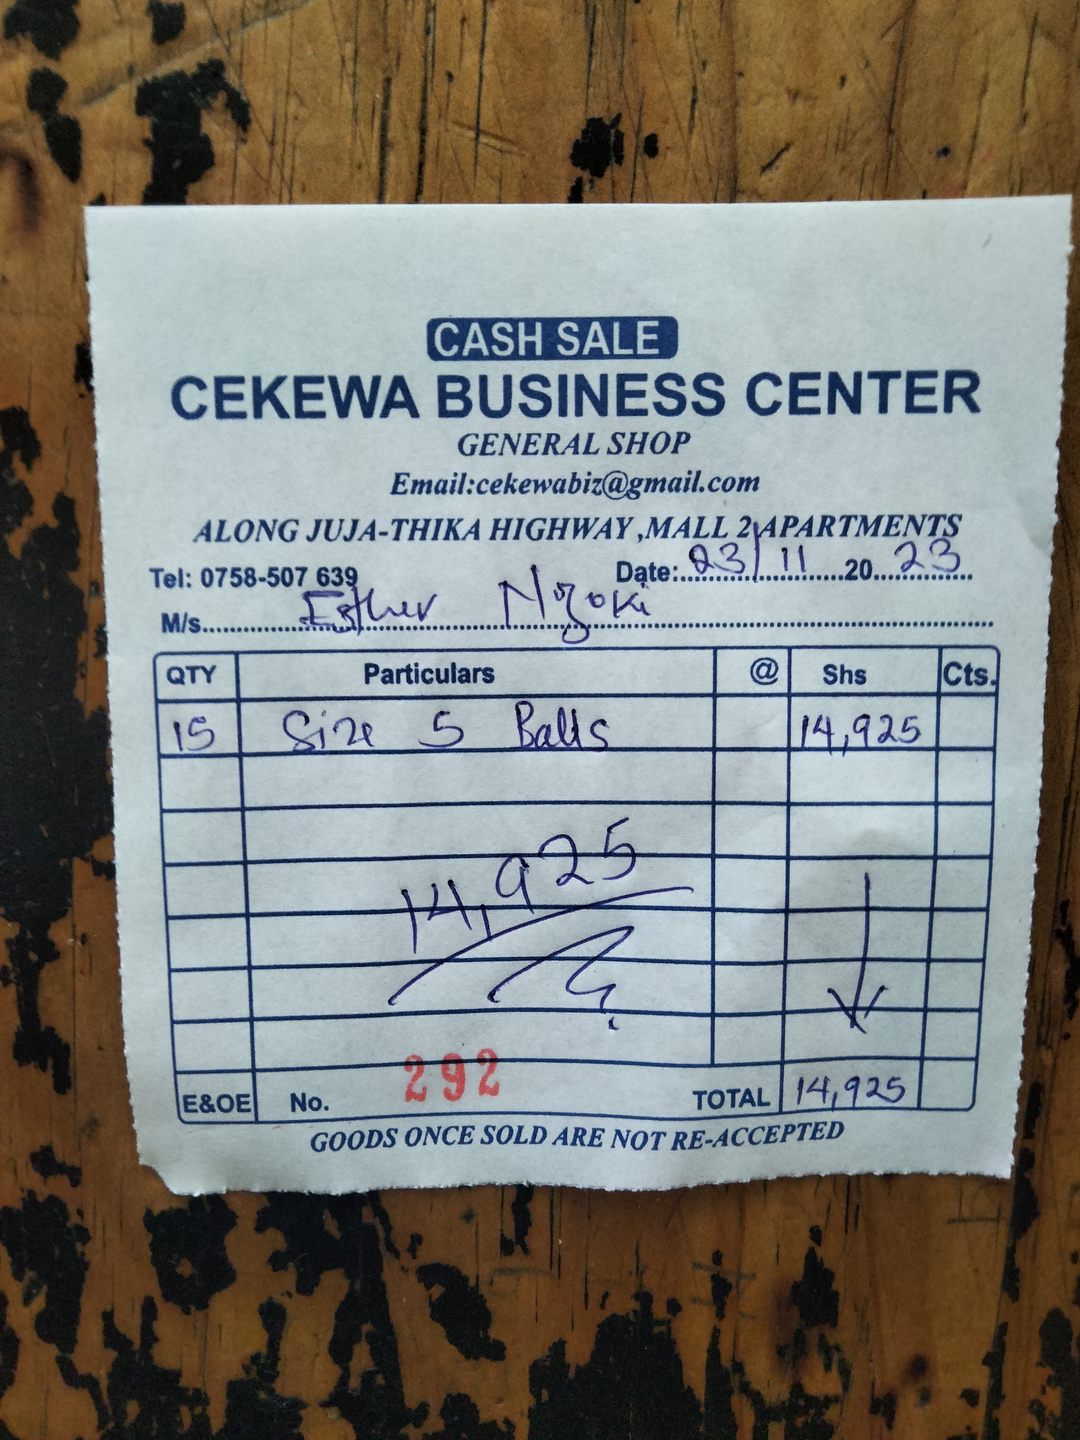 CASH SALE
CEKEWA BUSINESS CENTER
GENERAL SHOP
Email:cekewabiz@gmail.com
ALONG JUJA-THIKA HIGHWAY,MALL 2 APARTMENTS
Tel: 0758-507 639 Date:23/11 2023
M/s Esther Njoki
QTY Particulars @ Shs Cts.
15 Size 5 Balls 14,925
14,925
E&OE No. 292 TOTAL 14,925
GOODS ONCE SOLD ARE NOT RE-ACCEPTED